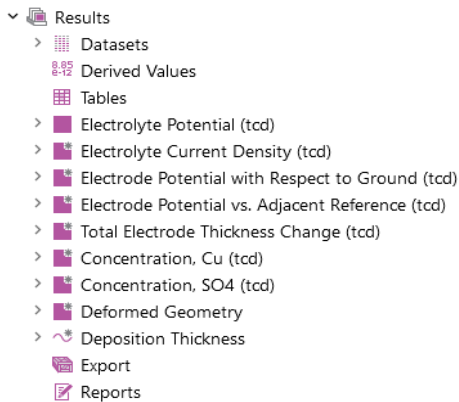 Results
Datasets
8.85
e-12
Derived Values
Tables
Electrolyte Potential (tcd)
Electrolyte Current Density (tcd)
Electrode Potential with Respect to Ground (tcd)
Electrode Potential vs. Adjacent Reference (tcd)
Total Electrode Thickness Change (tcd)
Concentration, Cu (tcd)
Concentration, SO4 (tcd)
Deformed Geometry
Deposition Thickness
Export
Reports